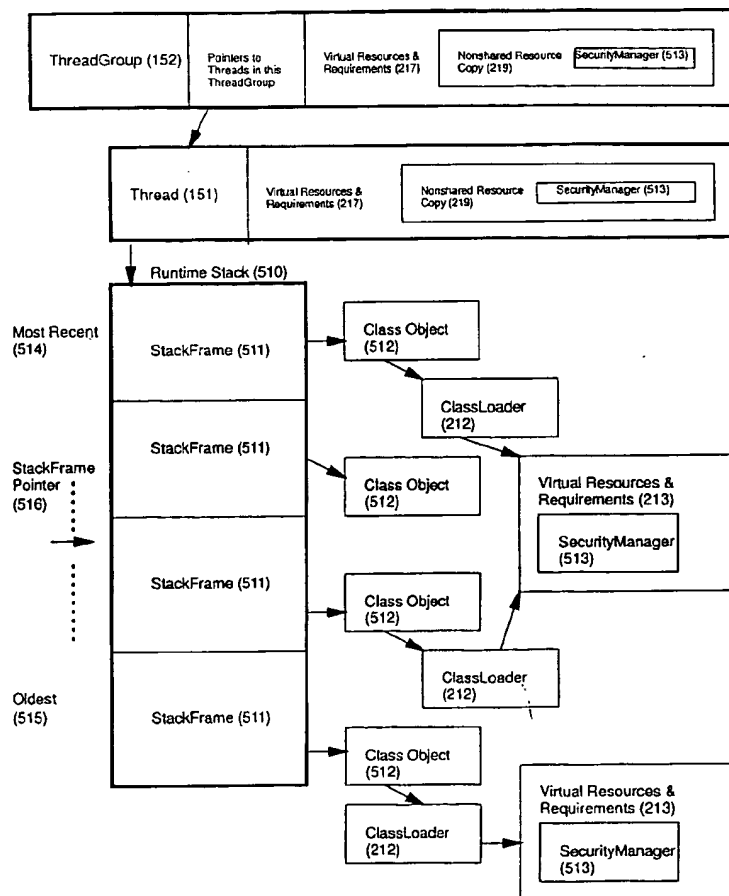 ThreadGroup (152)
Pointers to
Threads in this
ThreadGroup
Virtual Resources &
Requirements (217)
Nonshared Resource
Copy (219)
SecurityManager (513)
Thread (151)
Virtual Resources &
Requirements (217)
Nonshared Resource
Copy (219)
SecurityManager (513)
Runtime Stack (510)
Most Recent
(514)
StackFrame (511)
Class Object
(512)
ClassLoader
(212)
StackFrame (511)
StackFrame
Pointer
(516)
Class Object
(512)
Virtual Resources &
Requirements (213)
SecurityManager
(513)
StackFrame (511)
Class Object
(512)
ClassLoader
(212)
Oldest
(515)
StackFrame (511)
Class Object
(512)
ClassLoader
(212)
Virtual Resources &
Requirements (213)
SecurityManager
(513)